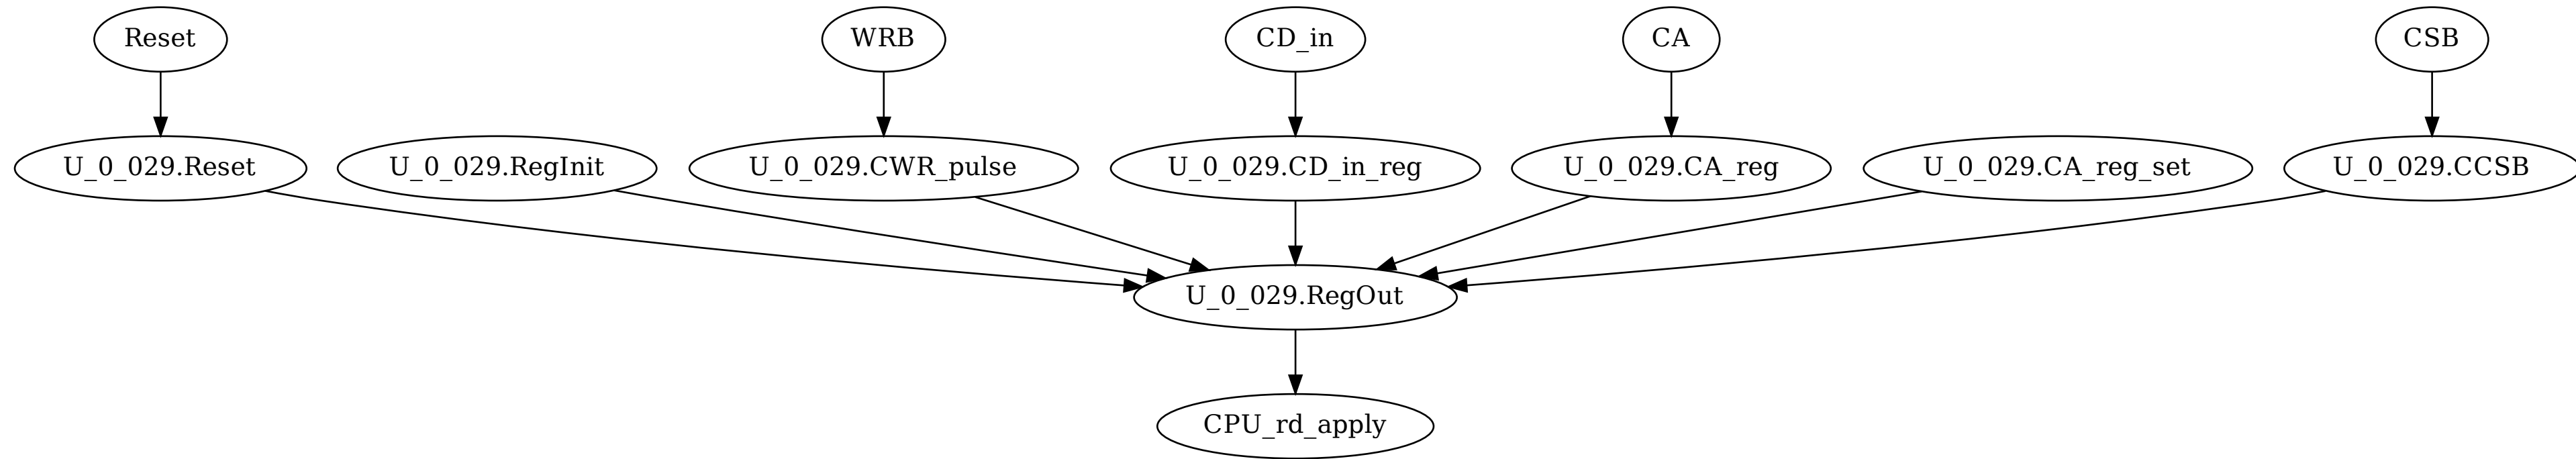 Reset
WRB
CD_in
CA
CSB
U_0_029.Reset
U_0_029.RegInit
U_0_029.CWR_pulse
U_0_029.CD_in_reg
U_0_029.CA_reg
U_0_029.CA_reg_set
U_0_029.CCSB
U_0_029.RegOut
CPU_rd_apply